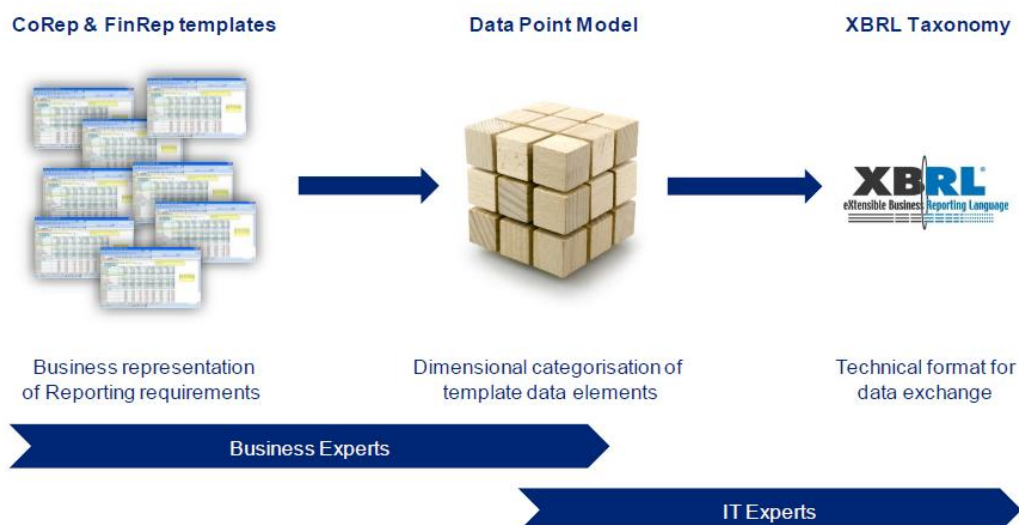 CoRep & FinRep templates
Data Point Model
XBRL Taxonomy
XBRL®
eXtensible Business Reporting Language
Business representation
of Reporting requirements
Dimensional categorisation of
template data elements
Technical format for
data exchange
Business Experts
IT Experts